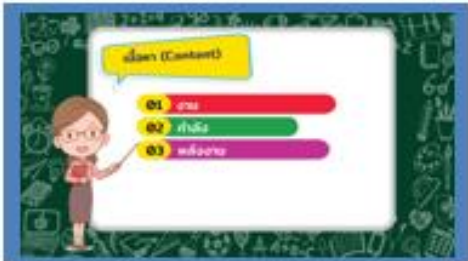 เนื้อหา (Content)
01 งาน
02 กำลัง
03 พลังงาน